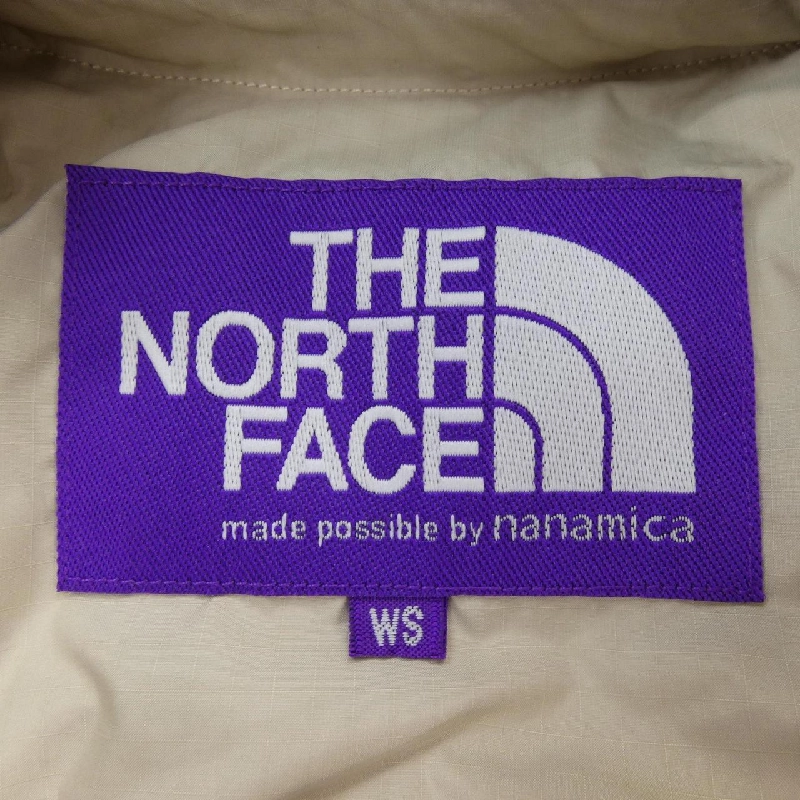 THE
NORTH
FACE
made possible by nanamica
WS